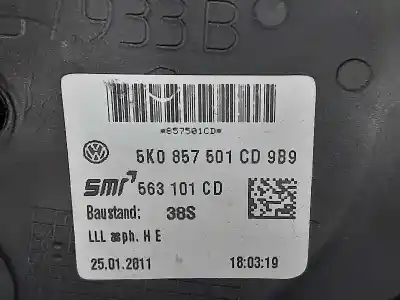 933B
*857501CD*
5K0 857 501 CD 9B9
smr 563 101 CD
Baustand: 38S
LLL asph. H E
25.01.2011 18:03:19